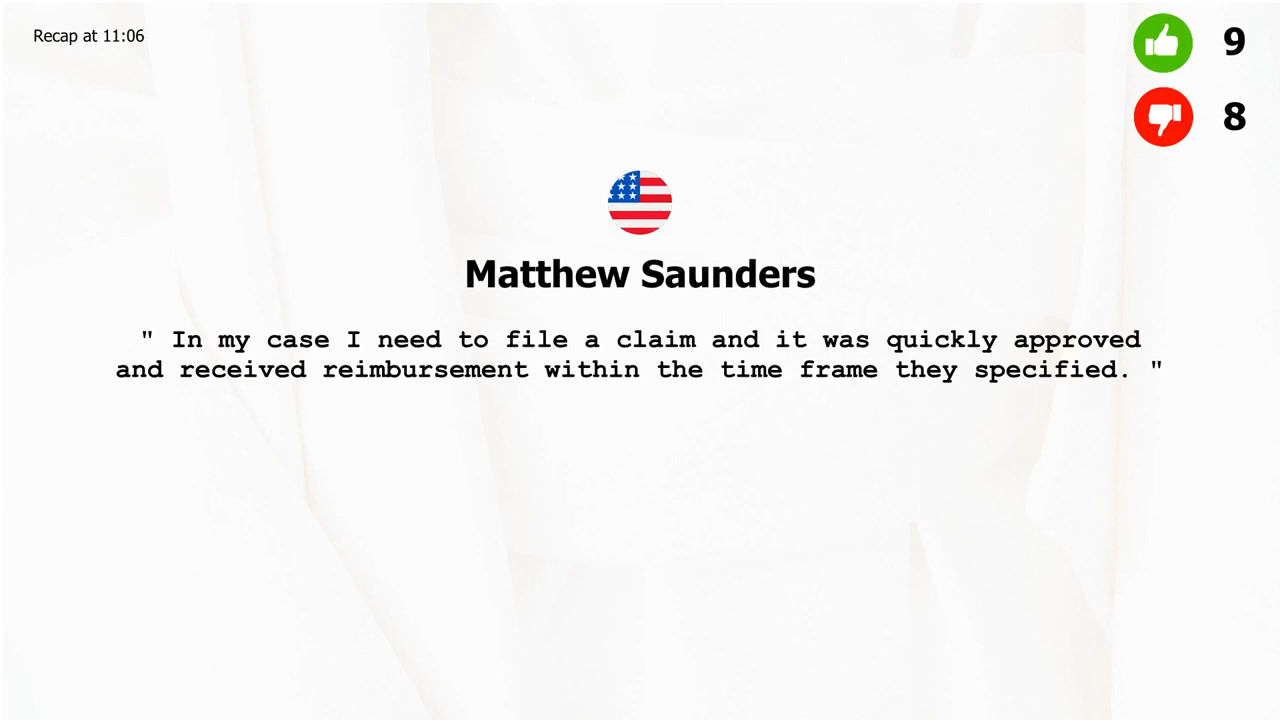 Recap at 11:06
9
8
Matthew Saunders
" In my case I need to file a claim and it was quickly approved
and received reimbursement within the time frame they specified. "